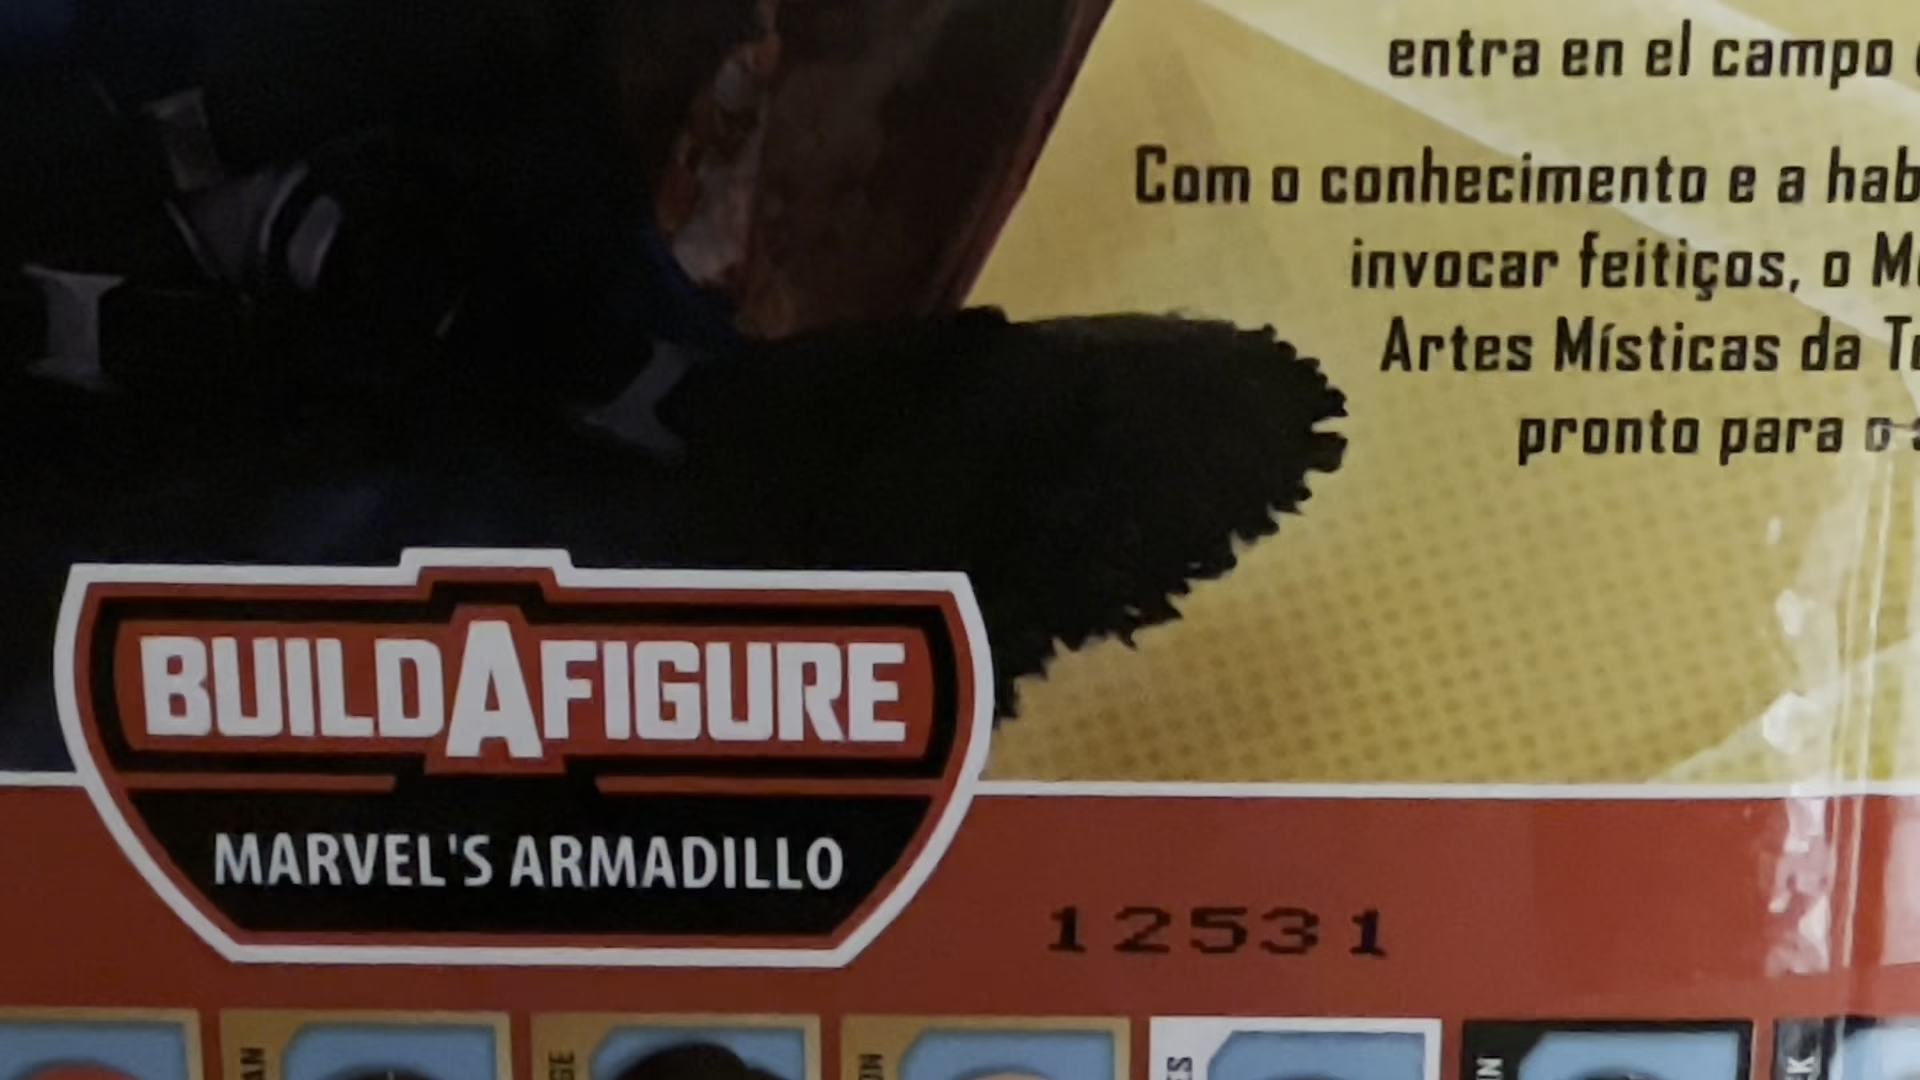 entra en el campo
Com o conhecimento e a hab
invocar feitiços, o
Artes Místicas da
pronto para o
BUILDAFIGURE
MARVEL'S ARMADILLO
12531